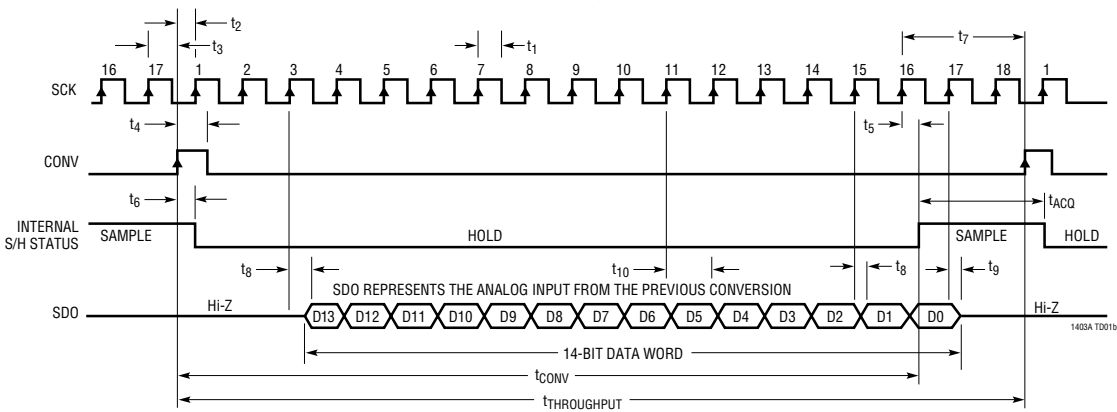 t2
t3
t1
t7
16 17 1 2 3 4 5 6 7 8 9 10 11 12 13 14 15 16 17 18 1
SCK
t4
t5
CONV
t6
tACQ
INTERNAL
S/H STATUS
SAMPLE
HOLD
SAMPLE
HOLD
t8
t10
t8
t9
SDO REPRESENTS THE ANALOG INPUT FROM THE PREVIOUS CONVERSION
SDO
Hi-Z
D13 D12 D11 D10 D9 D8 D7 D6 D5 D4 D3 D2 D1 D0
Hi-Z
1403A TD01b
14-BIT DATA WORD
tCONV
tTHROUGHPUT